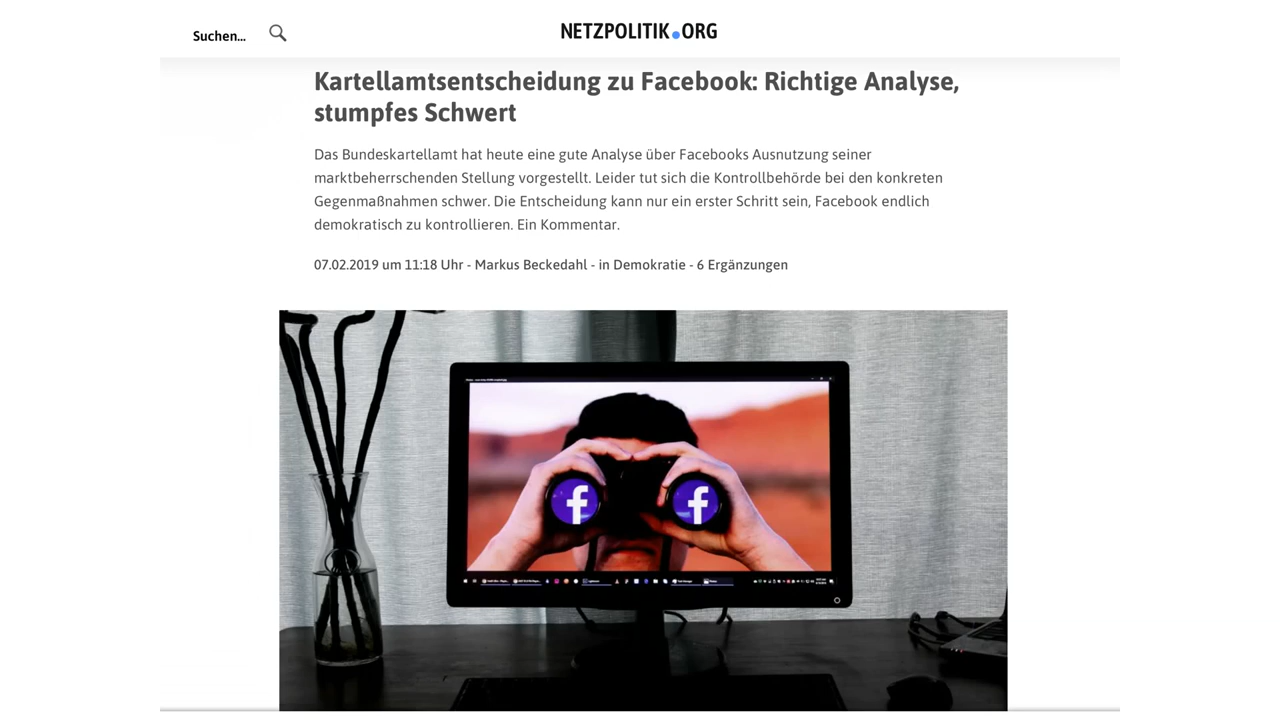 Suchen...
NETZPOLITIK.ORG
Kartellamtsentscheidung zu Facebook: Richtige Analyse,
stumpfes Schwert
Das Bundeskartellamt hat heute eine gute Analyse über Facebooks Ausnutzung seiner
marktbeherrschenden Stellung vorgestellt. Leider tut sich die Kontrollbehörde bei den konkreten
Gegenmaßnahmen schwer. Die Entscheidung kann nur ein erster Schritt sein, Facebook endlich
demokratisch zu kontrollieren. Ein Kommentar.
07.02.2019 um 11:18 Uhr - Markus Beckedahl - in Demokratie - 6 Ergänzungen
f f